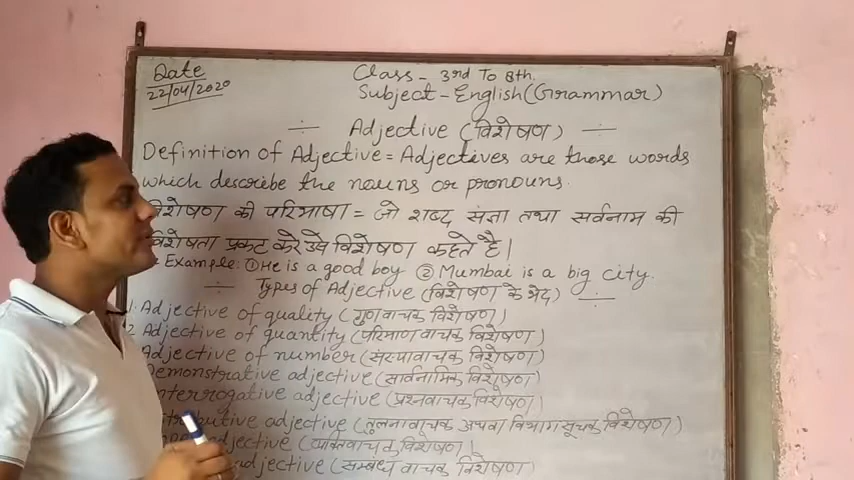 Date
22/04/2020
Class - 3rd To 8th.
Subject - English (Grammar)
Adjective (विशेषण)
Definition of Adjective = Adjectives are those words
which describe the nouns or pronouns.
विशेषण की परिभाषा = जो शब्द संज्ञा तथा सर्वनाम की
विशेषता प्रकट करे उसे विशेषण कहते है।
Example: ① He is a good boy ② Mumbai is a big city.
Types of Adjective (विशेषण के भेद)
1. Adjective of quality (गुणवाचक विशेषण)
2 Adjective of quantity (परिमाण वाचक विशेषण)
Adjective of number (संख्यावाचक विशेषण)
Demonstrative adjective (सार्वनामिक विशेषण)
Interrogative adjective (प्रश्नवाचक विशेषण)
adjective (तुलनावाचक अथवा विभागसूचक विशेषण)
adjective (व्यक्तिवाचक विशेषण)
adjective (सम्बंध वाचक विशेषण)